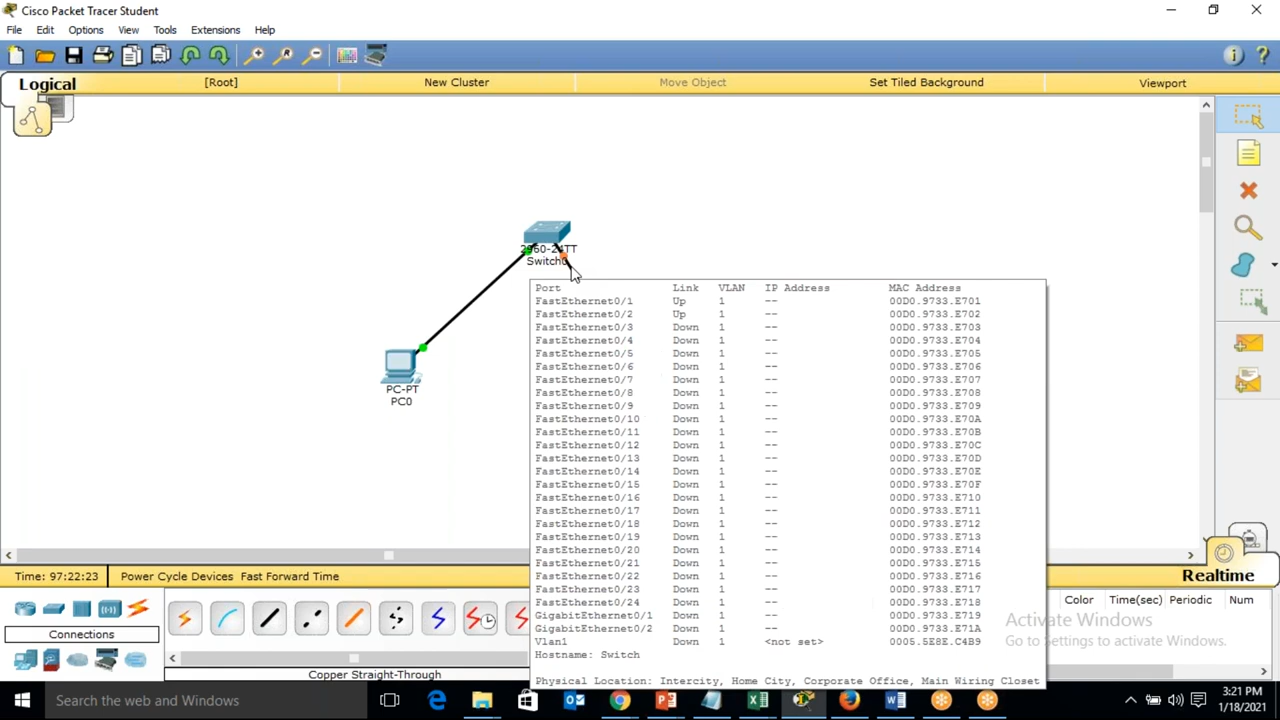 Cisco Packet Tracer Student
File Edit Options View Tools Extensions Help
Logical [Root] New Cluster Move Object Set Tiled Background Viewport
2960-24TT
Switch0
PC-PT
PC0
Port Link VLAN IP Address MAC Address
FastEthernet0/1 Up 1 -- 00D0.9733.E701
FastEthernet0/2 Up 1 -- 00D0.9733.E702
FastEthernet0/3 Down 1 -- 00D0.9733.E703
FastEthernet0/4 Down 1 -- 00D0.9733.E704
FastEthernet0/5 Down 1 -- 00D0.9733.E705
FastEthernet0/6 Down 1 -- 00D0.9733.E706
FastEthernet0/7 Down 1 -- 00D0.9733.E707
FastEthernet0/8 Down 1 -- 00D0.9733.E708
FastEthernet0/9 Down 1 -- 00D0.9733.E709
FastEthernet0/10 Down 1 -- 00D0.9733.E70A
FastEthernet0/11 Down 1 -- 00D0.9733.E70B
FastEthernet0/12 Down 1 -- 00D0.9733.E70C
FastEthernet0/13 Down 1 -- 00D0.9733.E70D
FastEthernet0/14 Down 1 -- 00D0.9733.E70E
FastEthernet0/15 Down 1 -- 00D0.9733.E70F
FastEthernet0/16 Down 1 -- 00D0.9733.E710
FastEthernet0/17 Down 1 -- 00D0.9733.E711
FastEthernet0/18 Down 1 -- 00D0.9733.E712
FastEthernet0/19 Down 1 -- 00D0.9733.E713
FastEthernet0/20 Down 1 -- 00D0.9733.E714
FastEthernet0/21 Down 1 -- 00D0.9733.E715
FastEthernet0/22 Down 1 -- 00D0.9733.E716
FastEthernet0/23 Down 1 -- 00D0.9733.E717
FastEthernet0/24 Down 1 -- 00D0.9733.E718
GigabitEthernet0/1 Down 1 -- 00D0.9733.E719
GigabitEthernet0/2 Down 1 -- 00D0.9733.E71A
Vlan1 Down 1 <not set> 0005.5E8E.C4B9
Hostname: Switch
Physical Location: Intercity, Home City, Corporate Office, Main Wiring Closet
Time: 97:22:23 Power Cycle Devices Fast Forward Time
Realtime
Color Time(sec) Periodic Num
Connections
Copper Straight-Through
Activate Windows
Go to Settings to activate Windows.
Search the web and Windows
3:21 PM
1/18/2021